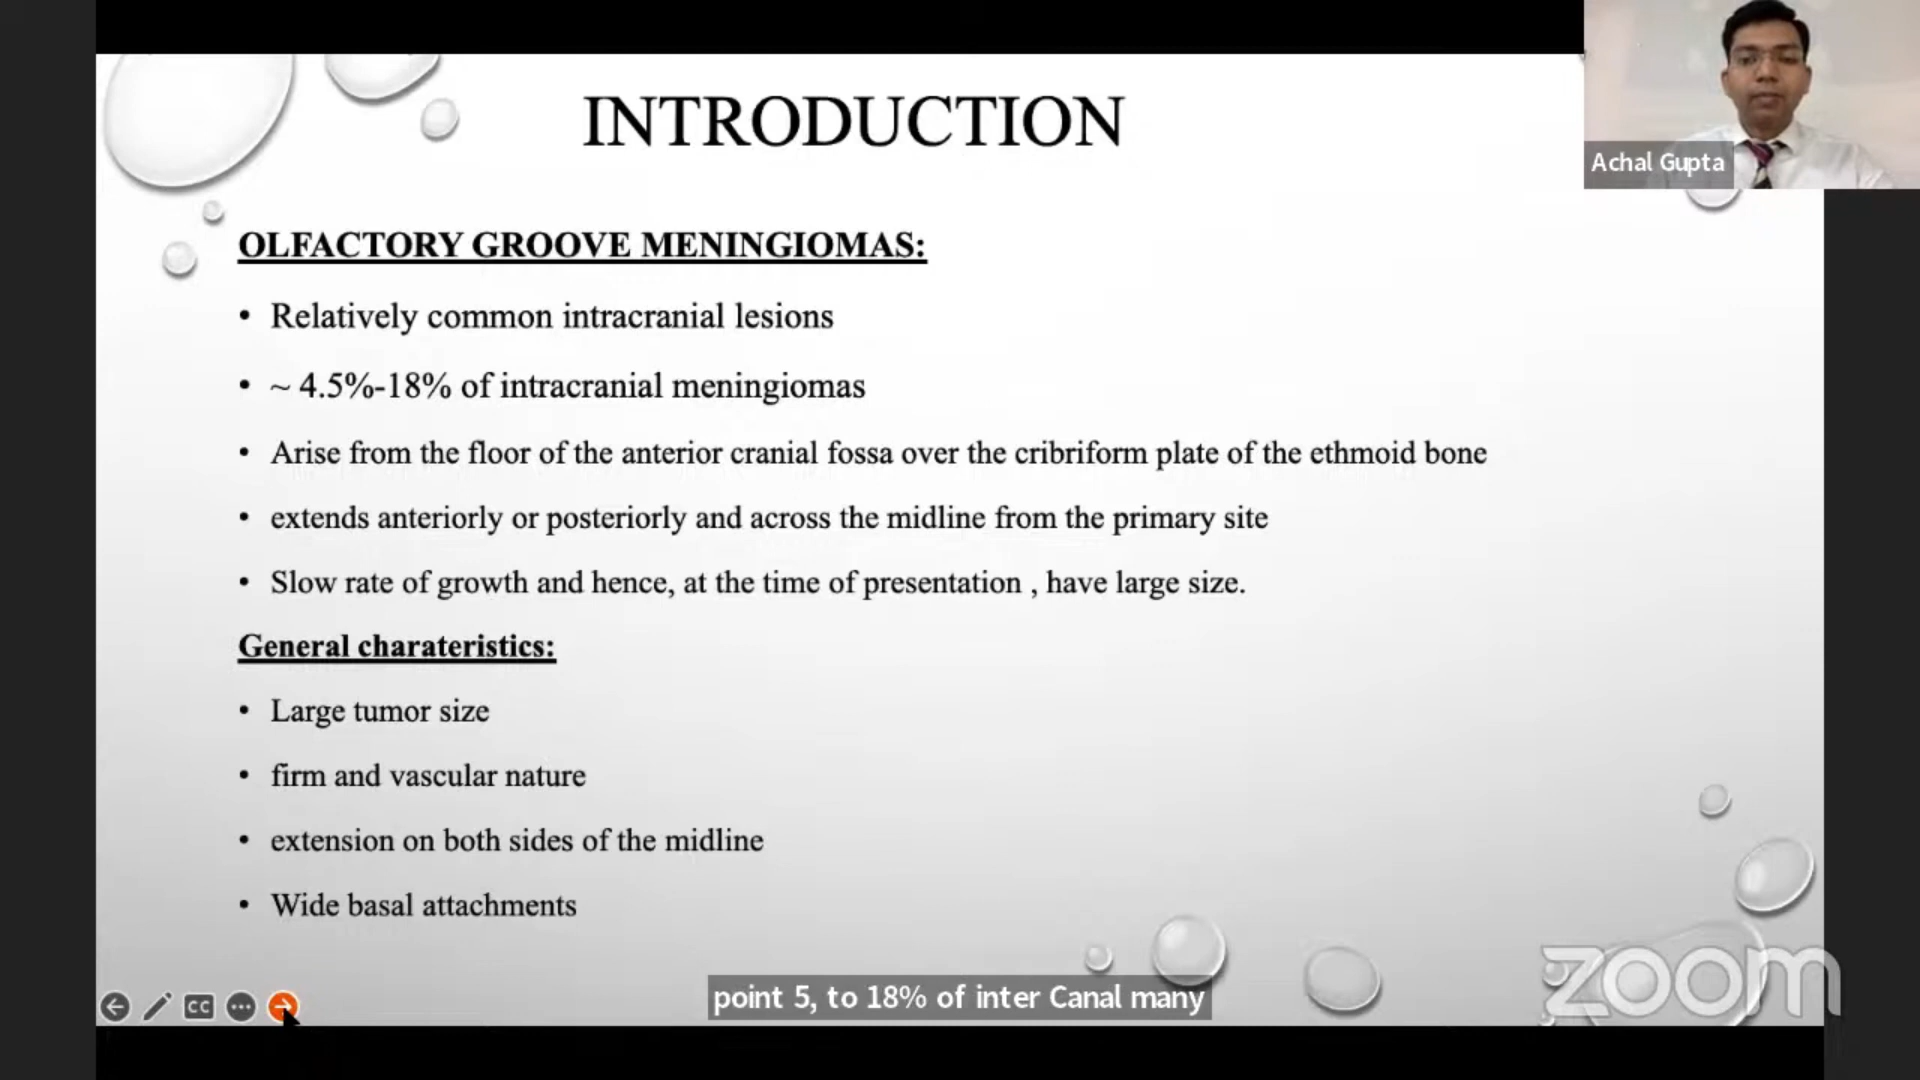 INTRODUCTION
Achal Gupta
OLFACTORY GROOVE MENINGIOMAS:
• Relatively common intracranial lesions
• ~ 4.5%-18% of intracranial meningiomas
• Arise from the floor of the anterior cranial fossa over the cribriform plate of the ethmoid bone
• extends anteriorly or posteriorly and across the midline from the primary site
• Slow rate of growth and hence, at the time of presentation , have large size.
General charateristics:
• Large tumor size
• firm and vascular nature
• extension on both sides of the midline
• Wide basal attachments
CC
point 5, to 18% of inter Canal many
zoom